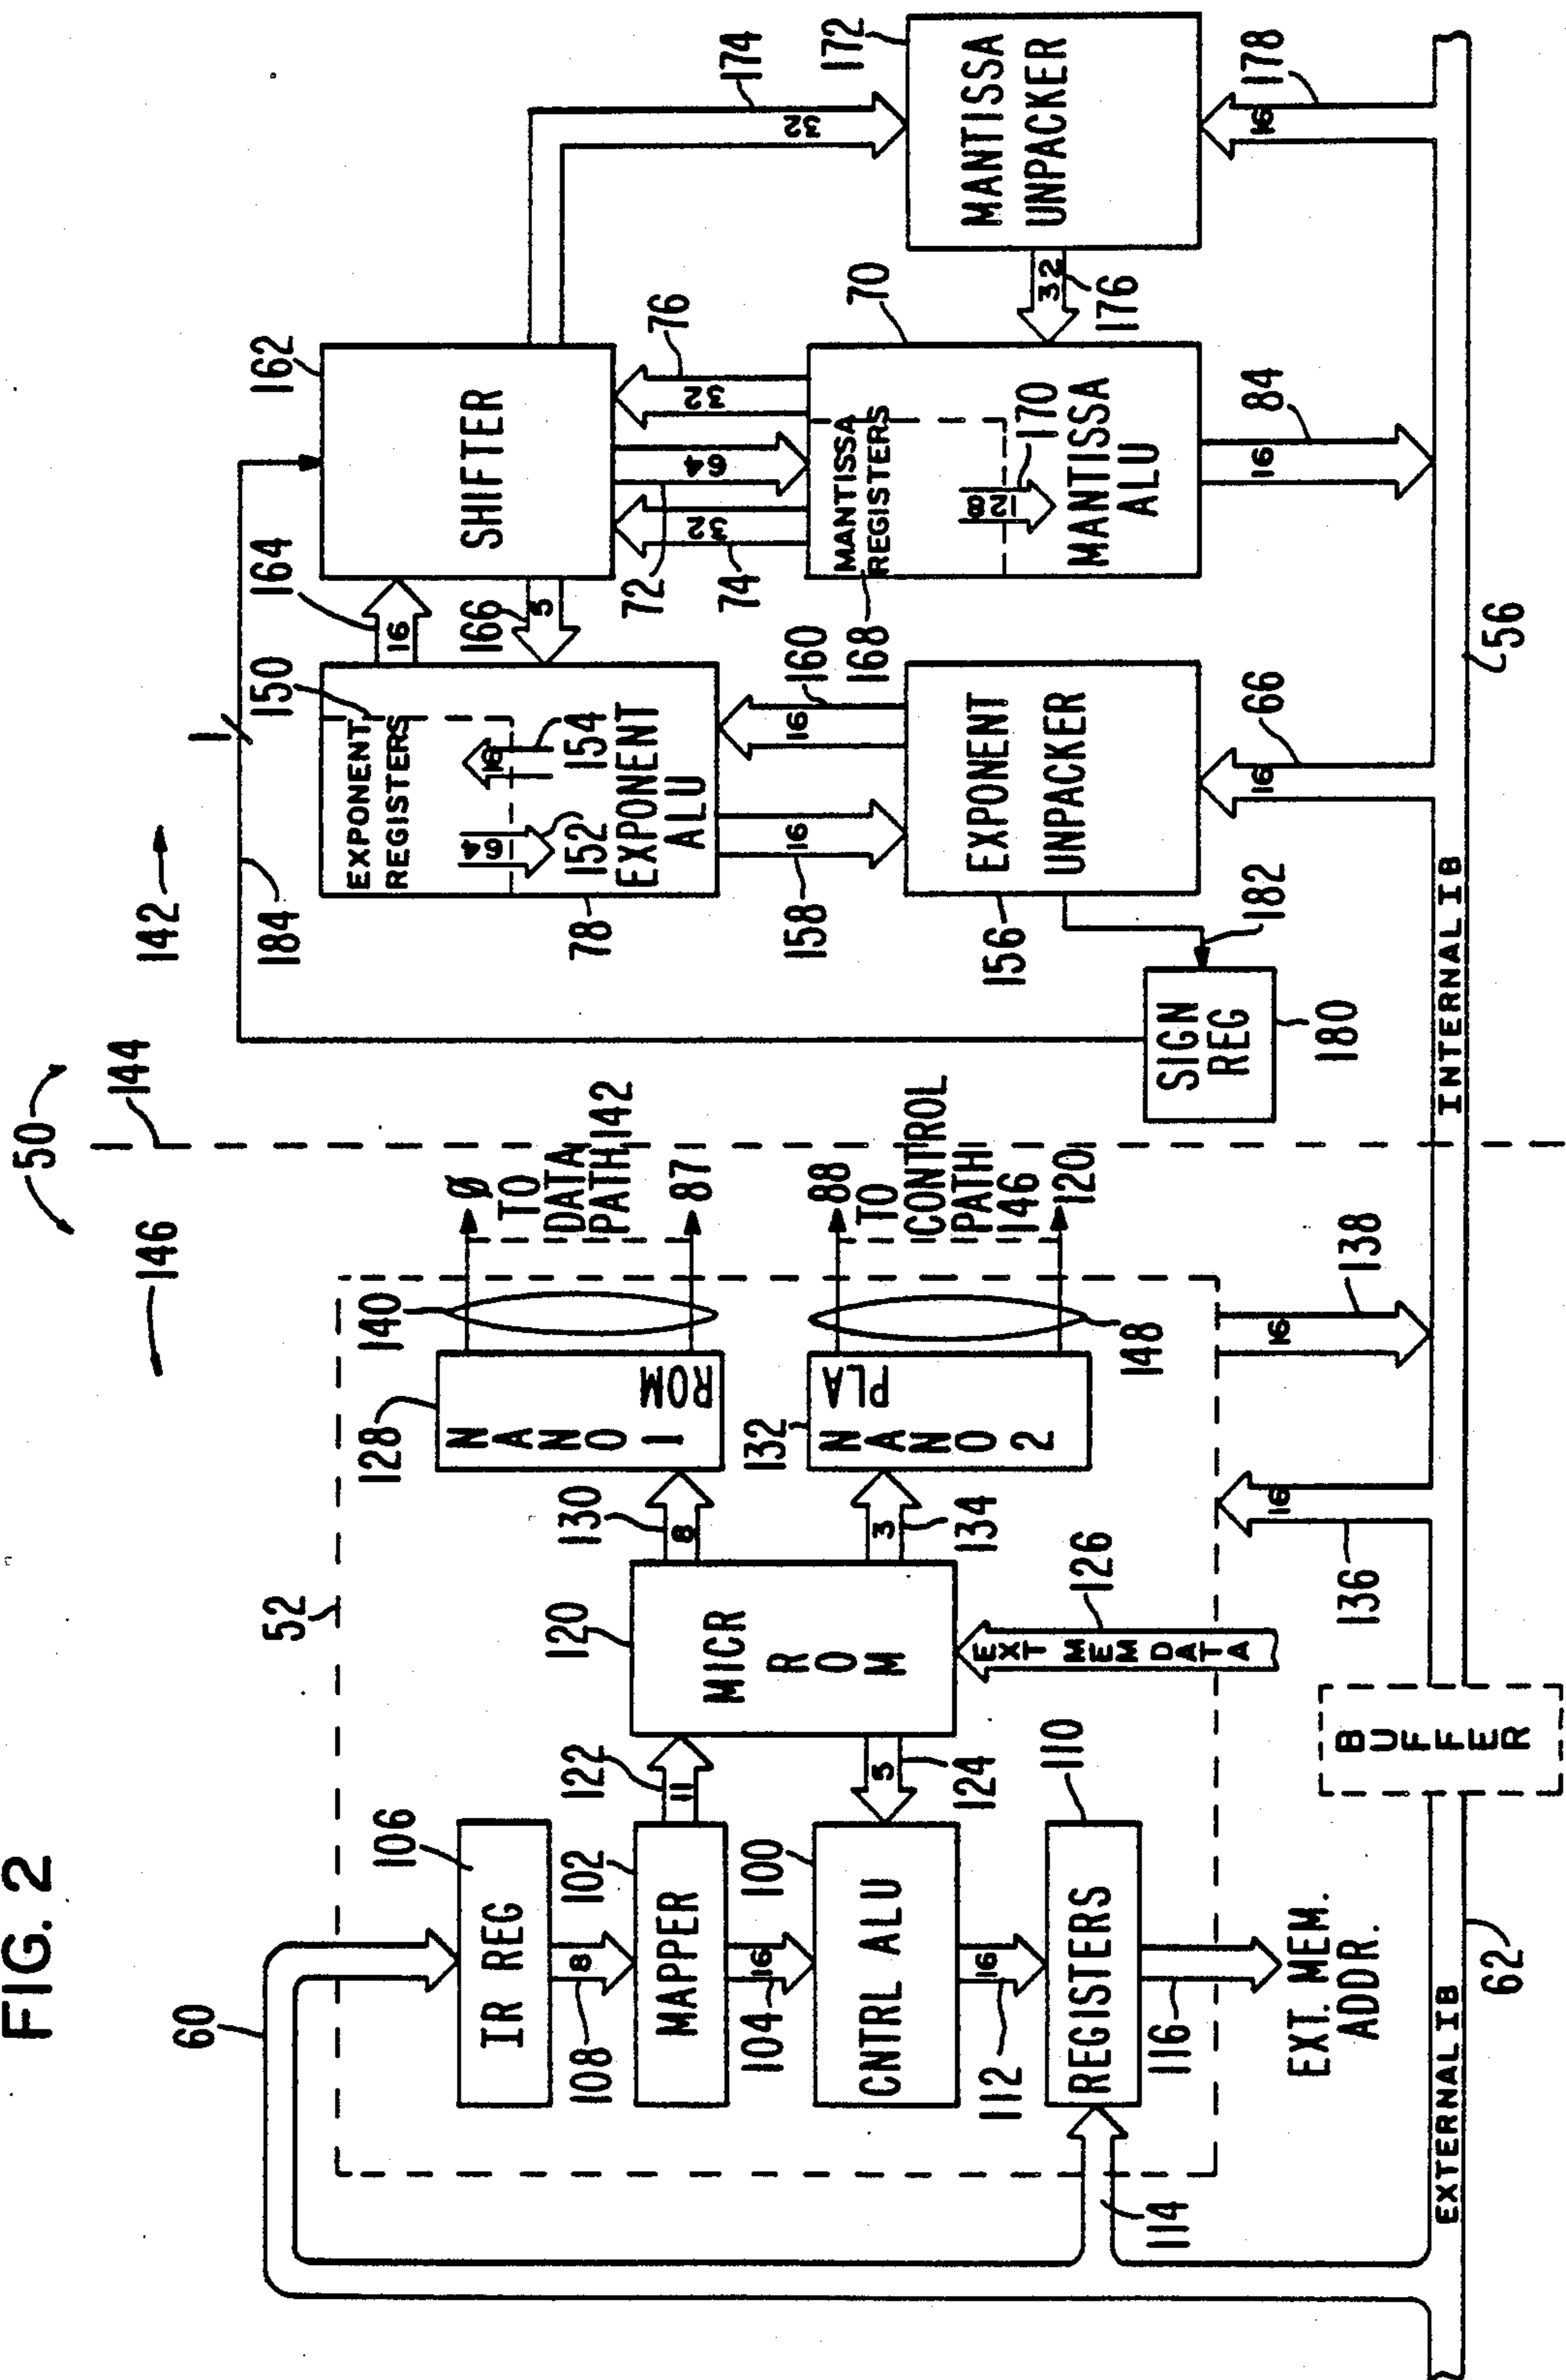 FIG. 2
50
146
144
142
60
52
106
IR REG
108
8
102
MAPPER
122
11
104
16
100
CNTRL ALU
112
16
110
REGISTERS
114
116
EXT. MEM.
ADDR.
120
MICR
ROM
124
5
126
EXT MEM DATA
130
8
134
3
128
NANO 1
ROM
132
NANO 2
PLA
140
148
Ø
TO
DATA
PATH 142
87
88
TO
CONTROL
PATH
146
120
136
16
138
16
BUFFER
EXTERNAL IB
62
INTERNAL IB
56
184
1
150
EXPONENT
REGISTERS
64
152
16
154
EXPONENT
ALU
78
164
16
166
5
162
SHIFTER
158
16
160
16
156
EXPONENT
UNPACKER
66
16
182
SIGN
REG
180
72
64
74
32
76
32
MANTISSA
REGISTERS
168
128
170
MANTISSA
ALU
70
84
16
174
32
172
MANTISSA
UNPACKER
176
32
178
16